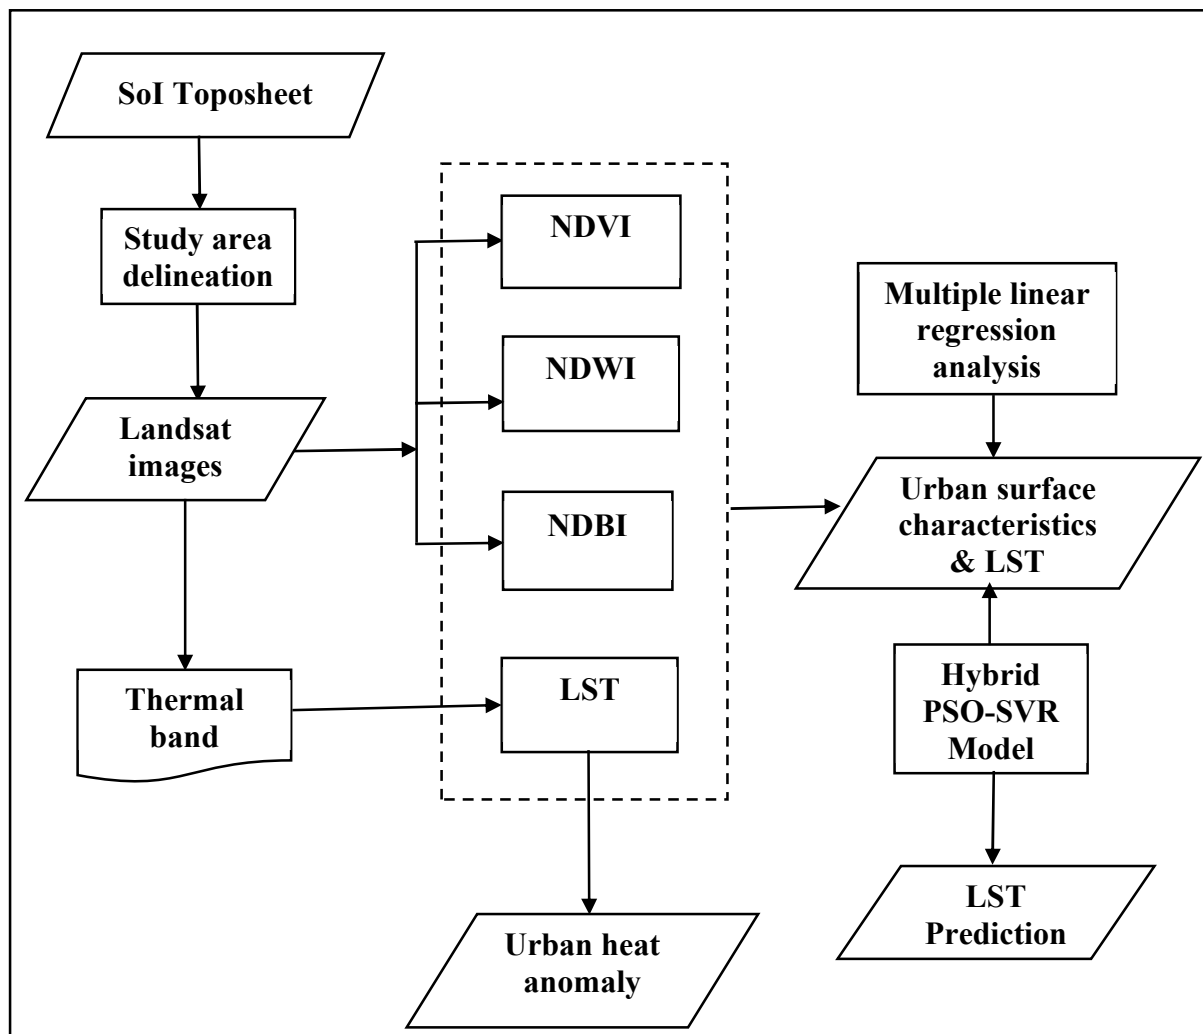 SoI Toposheet
Study area
delineation
Landsat
images
Thermal
band
NDVI
NDWI
NDBI
LST
Urban heat
anomaly
Multiple linear
regression
analysis
Urban surface
characteristics
& LST
Hybrid
PSO-SVR
Model
LST
Prediction